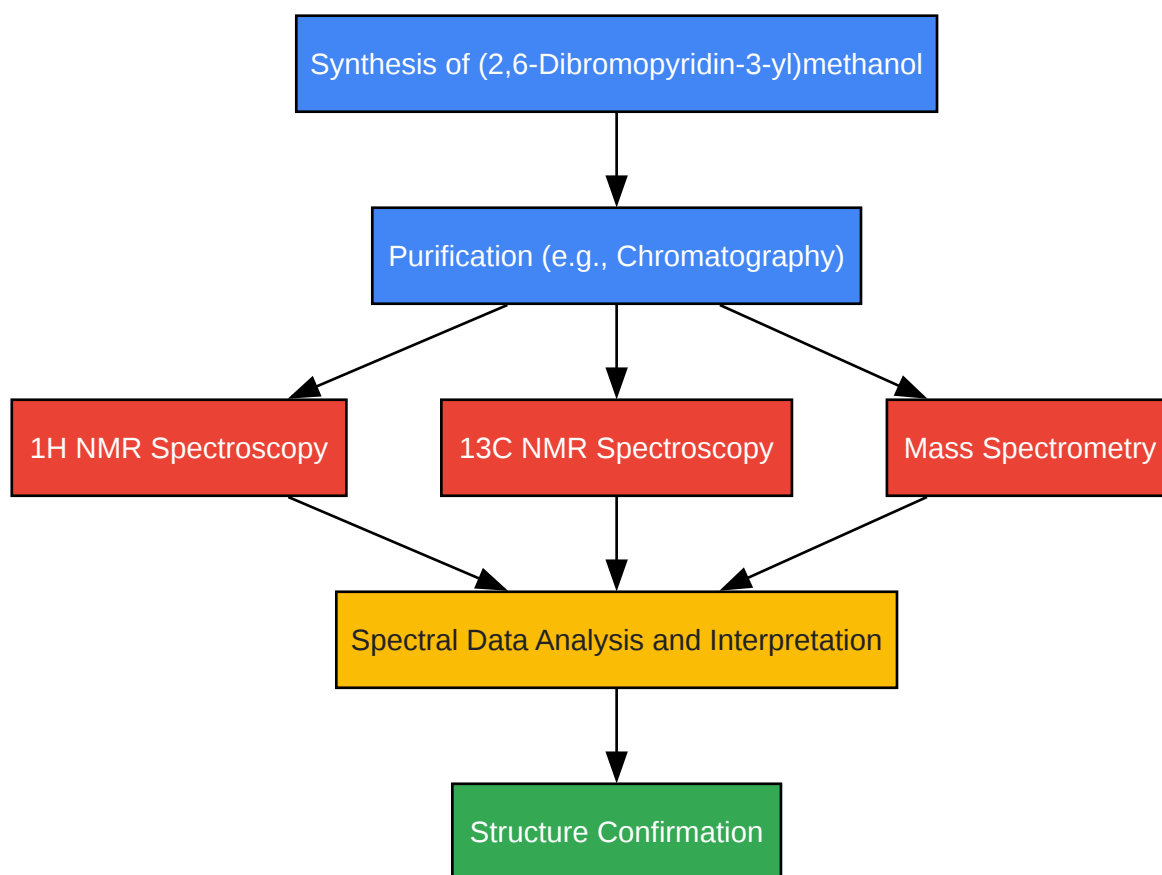 Synthesis of (2,6-Dibromopyridin-3-yl)methanol
Purification (e.g., Chromatography)
1H NMR Spectroscopy
13C NMR Spectroscopy
Mass Spectrometry
Spectral Data Analysis and Interpretation
Structure Confirmation